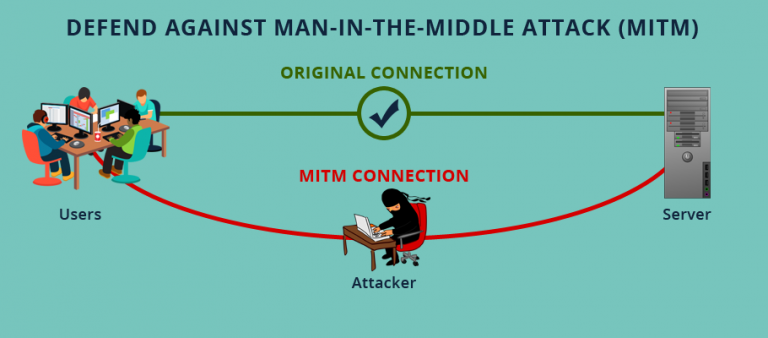 DEFEND AGAINST MAN-IN-THE-MIDDLE ATTACK (MITM)
ORIGINAL CONNECTION
MITM CONNECTION
Users
Server
Attacker